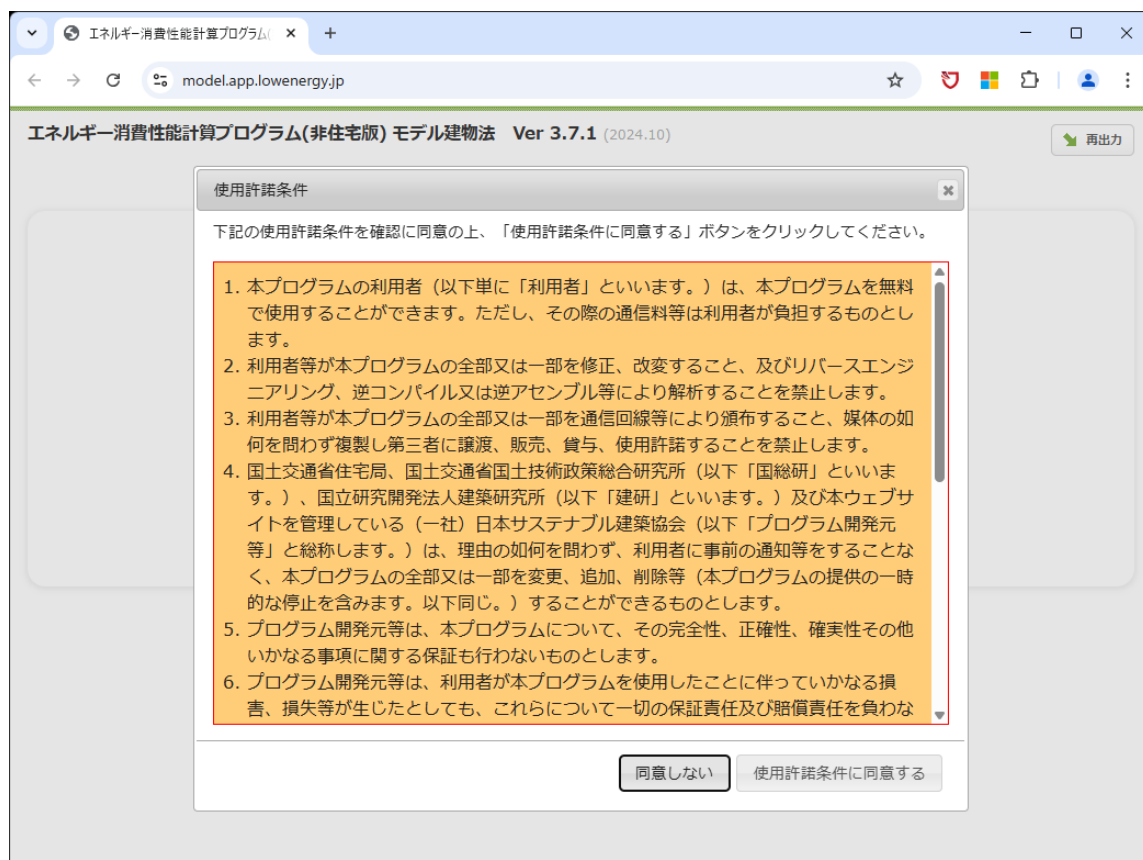 エネルギー消費性能計算プログラム(
model.app.lowenergy.jp
エネルギー消費性能計算プログラム(非住宅版) モデル建物法 Ver 3.7.1 (2024.10)
再出力
使用許諾条件
下記の使用許諾条件を確認に同意の上、「使用許諾条件に同意する」ボタンをクリックしてください。
1. 本プログラムの利用者（以下単に「利用者」といいます。）は、本プログラムを無料
で使用することができます。ただし、その際の通信料等は利用者が負担するものとし
ます。
2. 利用者等が本プログラムの全部又は一部を修正、改変すること、及びリバースエンジ
ニアリング、逆コンパイル又は逆アセンブル等により解析することを禁止します。
3. 利用者等が本プログラムの全部又は一部を通信回線等により頒布すること、媒体の如
何を問わず複製し第三者に譲渡、販売、貸与、使用許諾することを禁止します。
4. 国土交通省住宅局、国土交通省国土技術政策総合研究所（以下「国総研」といいま
す。）、国立研究開発法人建築研究所（以下「建研」といいます。）及び本ウェブサ
イトを管理している（一社）日本サステナブル建築協会（以下「プログラム開発元
等」と総称します。）は、理由の如何を問わず、利用者に事前の通知等をすることな
く、本プログラムの全部又は一部を変更、追加、削除等（本プログラムの提供の一時
的な停止を含みます。以下同じ。）することができるものとします。
5. プログラム開発元等は、本プログラムについて、その完全性、正確性、確実性その他
いかなる事項に関する保証も行わないものとします。
6. プログラム開発元等は、利用者が本プログラムを使用したことに伴っていかなる損
害、損失等が生じたとしても、これらについて一切の保証責任及び賠償責任を負わな
同意しない
使用許諾条件に同意する